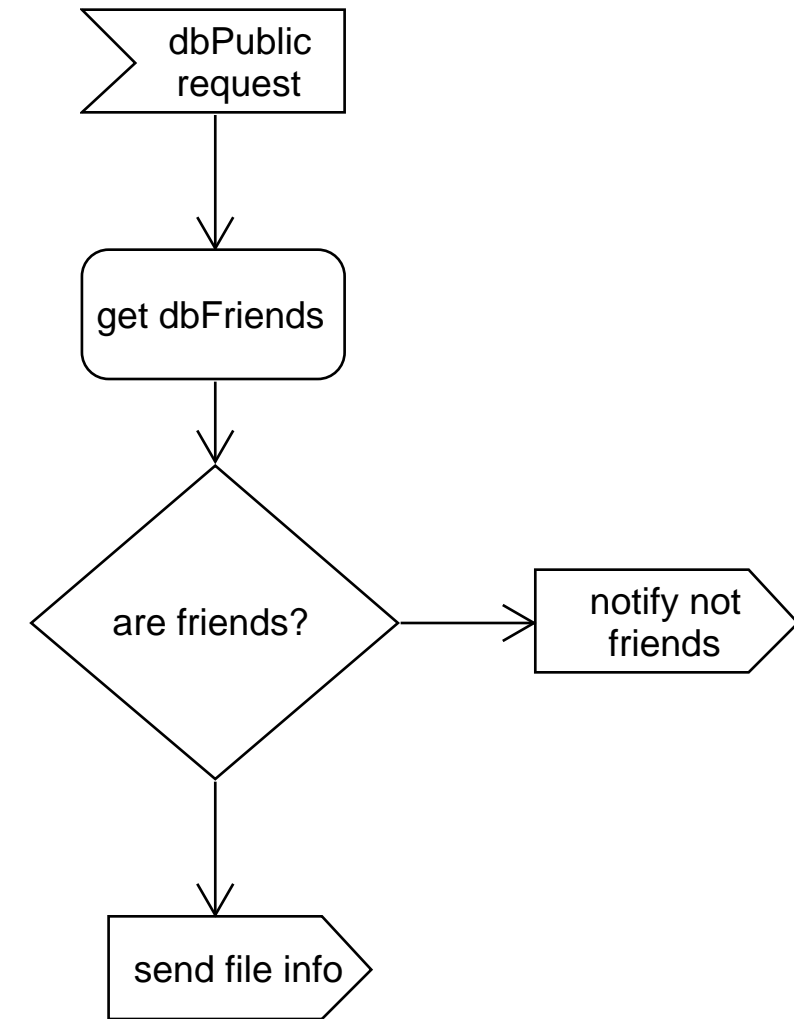 dbPublic
request
get dbFriends
are friends?
notify not
friends
send file info